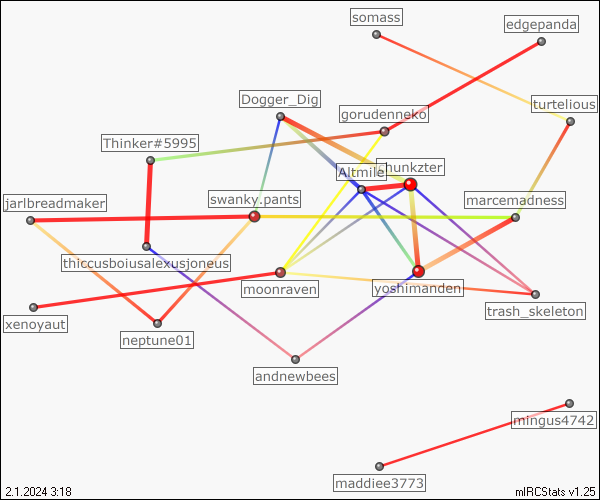 somass
edgepanda
Dogger_Dig
turtelious
gorudenneko
Thinker#5995
Altmile
hunkzter
jarlbreadmaker
swanky.pants
marcemadness
thiccusboiusalexusjoneus
moonraven
yoshimanden
trash_skeleton
xenoyaut
neptune01
andnewbees
mingus4742
maddiee3773
2.1.2024 3:18
mIRCStats v1.25